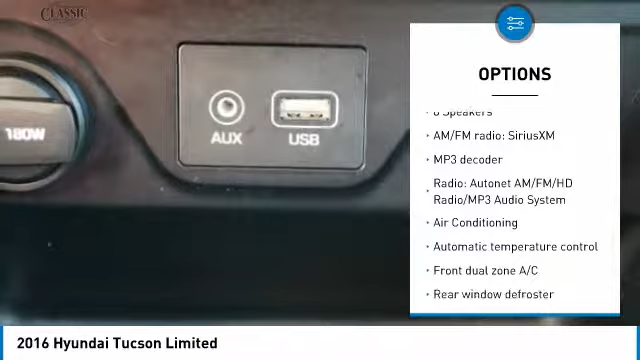 CLASSIC
180W
AUX
USB
OPTIONS
Speakers
AM/FM radio: SiriusXM
MP3 decoder
Radio: Autonet AM/FM/HD
Radio/MP3 Audio System
Air Conditioning
Automatic temperature control
Front dual zone A/C
Rear window defroster
2016 Hyundai Tucson Limited